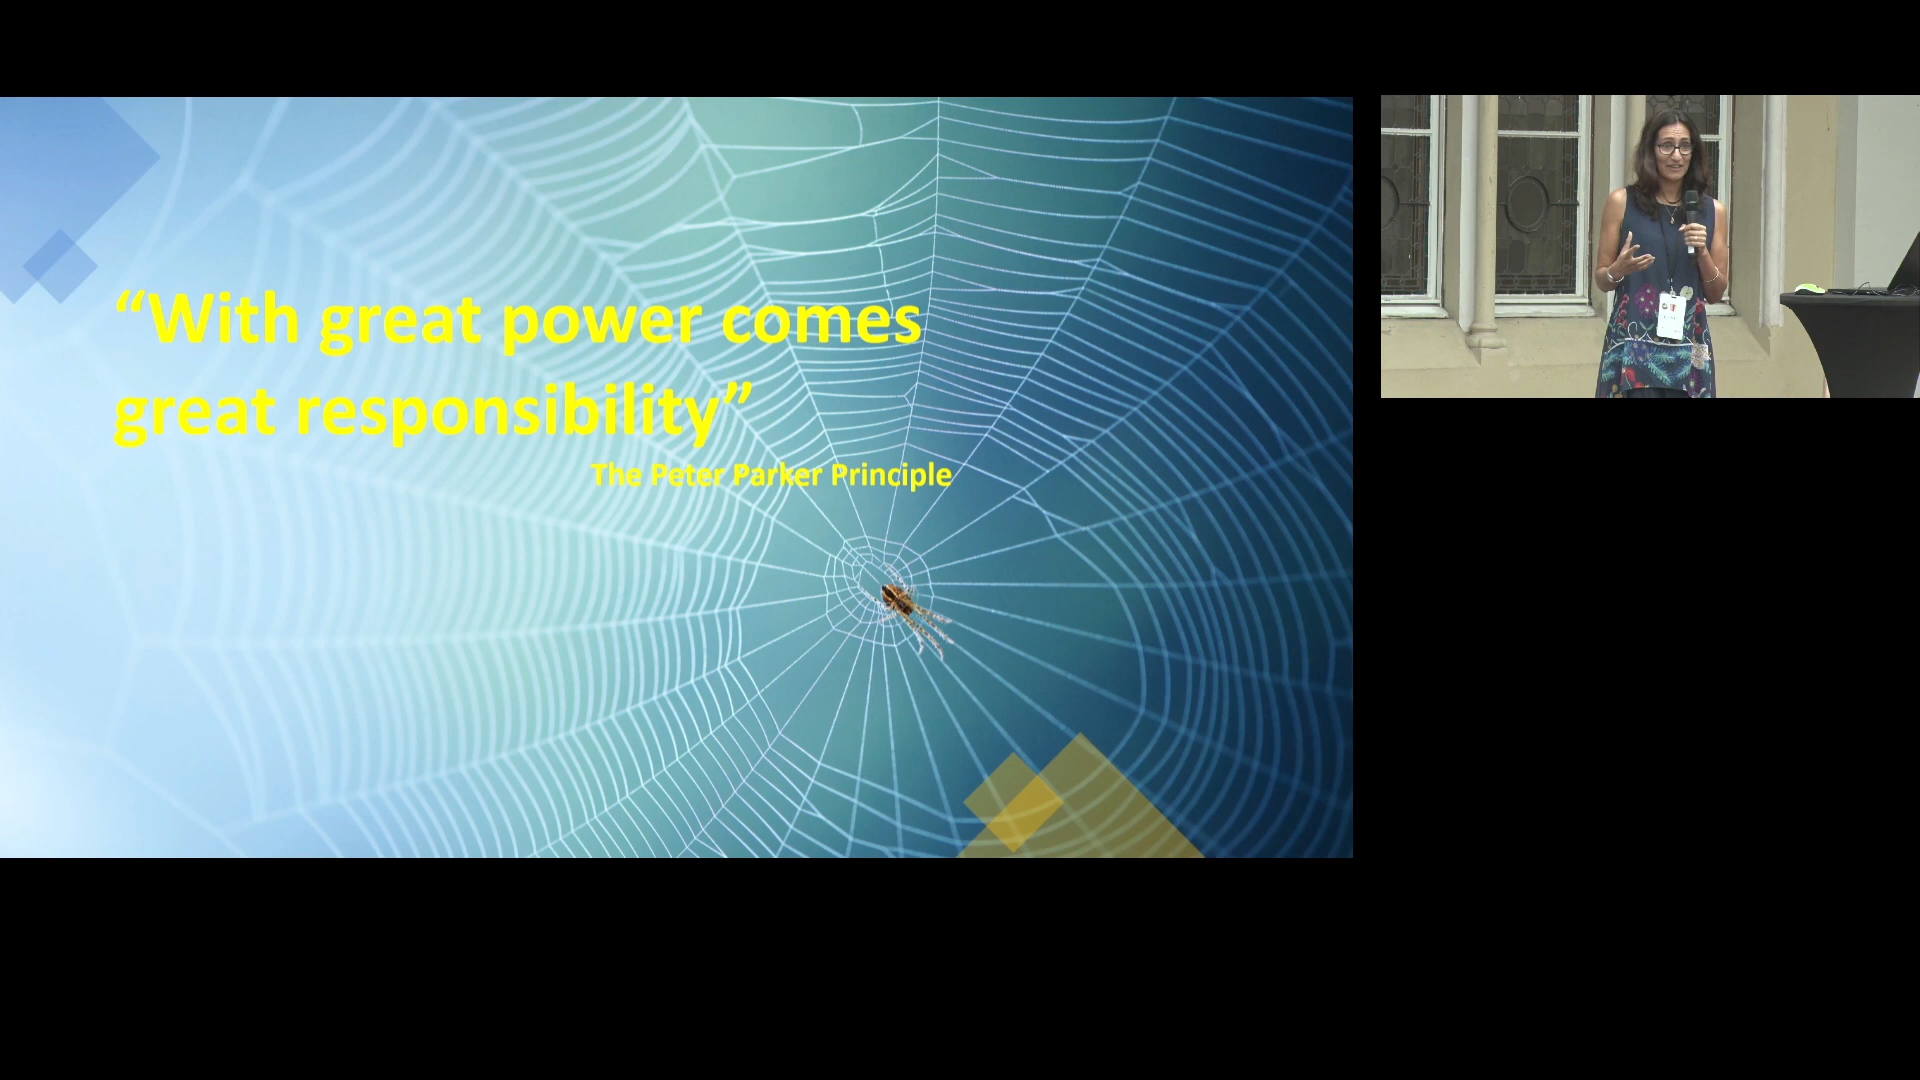 “With great power comes
great responsibility”
The Peter Parker Principle